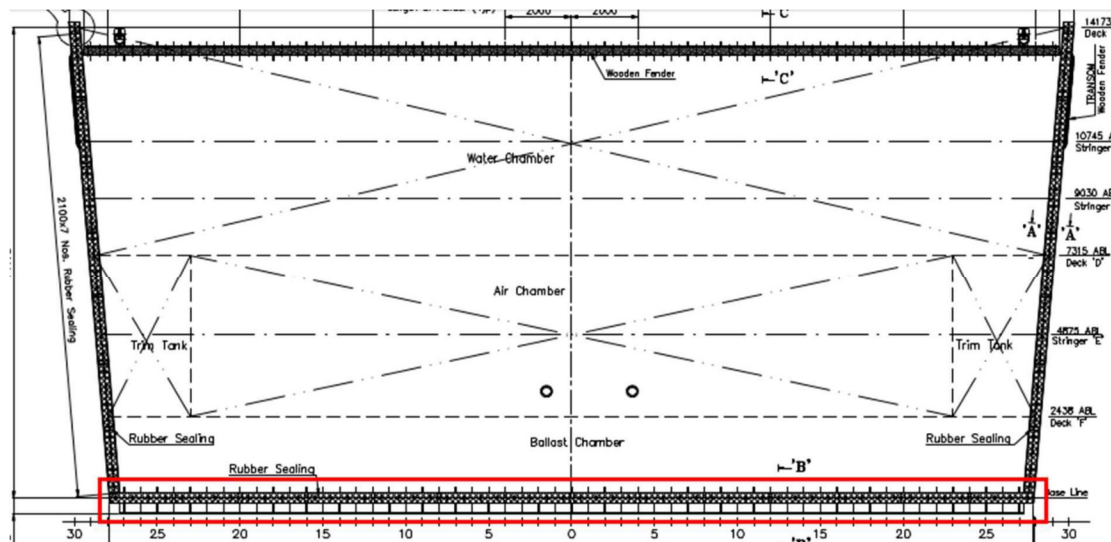 2000 2000
'C'
14173
Deck
Wooden Fender
'C'
TRANSOM
Wooden Fender
Water Chamber
10745 A
Stringer
9030 AB
Stringer
2100x7 Nos. Rubber Sealing
'A' 'A'
7315 ABL
Deck 'D'
Air Chamber
Trim Tank
Trim Tank
4875 ABL
Stringer 'E'
2438 ABL
Deck 'F'
Rubber Sealing
Ballast Chamber
Rubber Sealing
Rubber Sealing
'B'
Base Line
30 25 20 15 10 5 0 5 10 15 20 25 30
'B'